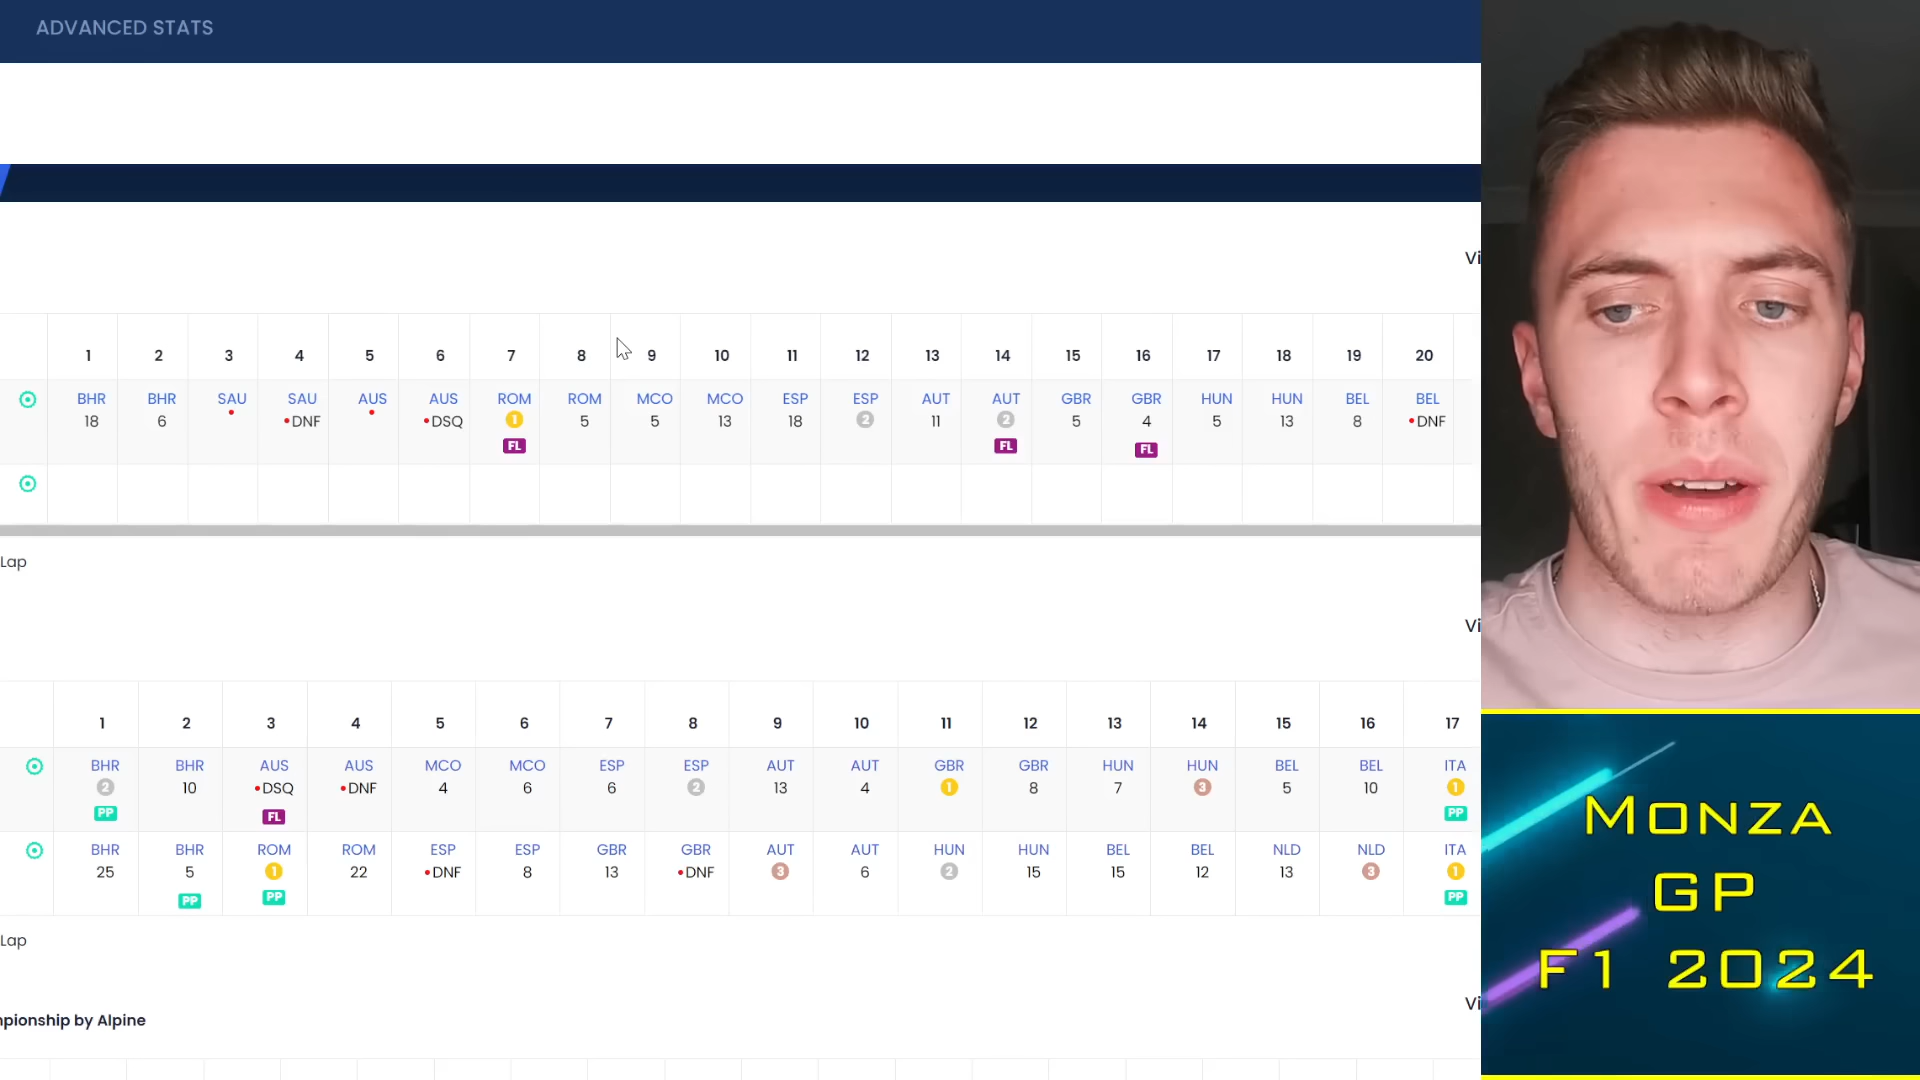 ADVANCED STATS
Vi
1 2 3 4 5 6 7 8 9 10 11 12 13 14 15 16 17 18 19 20
BHR BHR SAU SAU AUS AUS ROM ROM MCO MCO ESP ESP AUT AUT GBR GBR HUN HUN BEL BEL
18 6 DNF DSQ 1 5 5 13 18 2 11 2 5 4 5 13 8 DNF
FL FL FL
Lap
Vi
1 2 3 4 5 6 7 8 9 10 11 12 13 14 15 16 17
BHR BHR AUS AUS MCO MCO ESP ESP AUT AUT GBR GBR HUN HUN BEL BEL ITA
2 10 DSQ DNF 4 6 6 2 13 4 1 8 7 3 5 10 1
PP FL PP
BHR BHR ROM ROM ESP ESP GBR GBR AUT AUT HUN HUN BEL BEL NLD NLD ITA
25 5 1 22 DNF 8 13 DNF 3 6 2 15 15 12 13 3 1
PP PP PP
Lap
Vi
npionship by Alpine
MONZA
GP
F1 2024